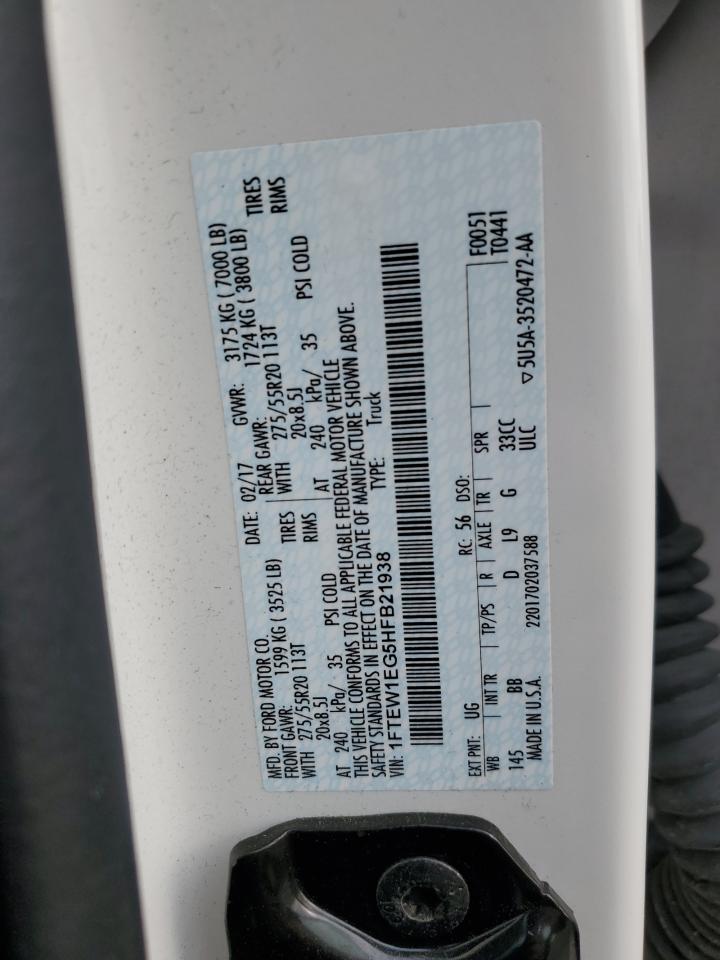 MFD. BY FORD MOTOR CO. DATE: 02/17 GVWR: 3175 KG ( 7000 LB)
FRONT GAWR: 1599 KG ( 3525 LB) REAR GAWR: 1724 KG ( 3800 LB)
WITH 275/55R20 113T TIRES WITH 275/55R20 113T TIRES
20x8.5J RIMS 20x8.5J RIMS
AT 240 kPa/ 35 PSI COLD AT 240 kPa/ 35 PSI COLD
THIS VEHICLE CONFORMS TO ALL APPLICABLE FEDERAL MOTOR VEHICLE
SAFETY STANDARDS IN EFFECT ON THE DATE OF MANUFACTURE SHOWN ABOVE.
VIN: 1FTEW1EG5HFB21938 TYPE: Truck
EXT PNT: UG RC: 56 DSO: F0051
WB INT TR TP/PS R AXLE TR SPR T0441
145 BB D L9 G 33CC
ULC
MADE IN U.S.A. 2201702037588 ▽5U5A-3520472-AA